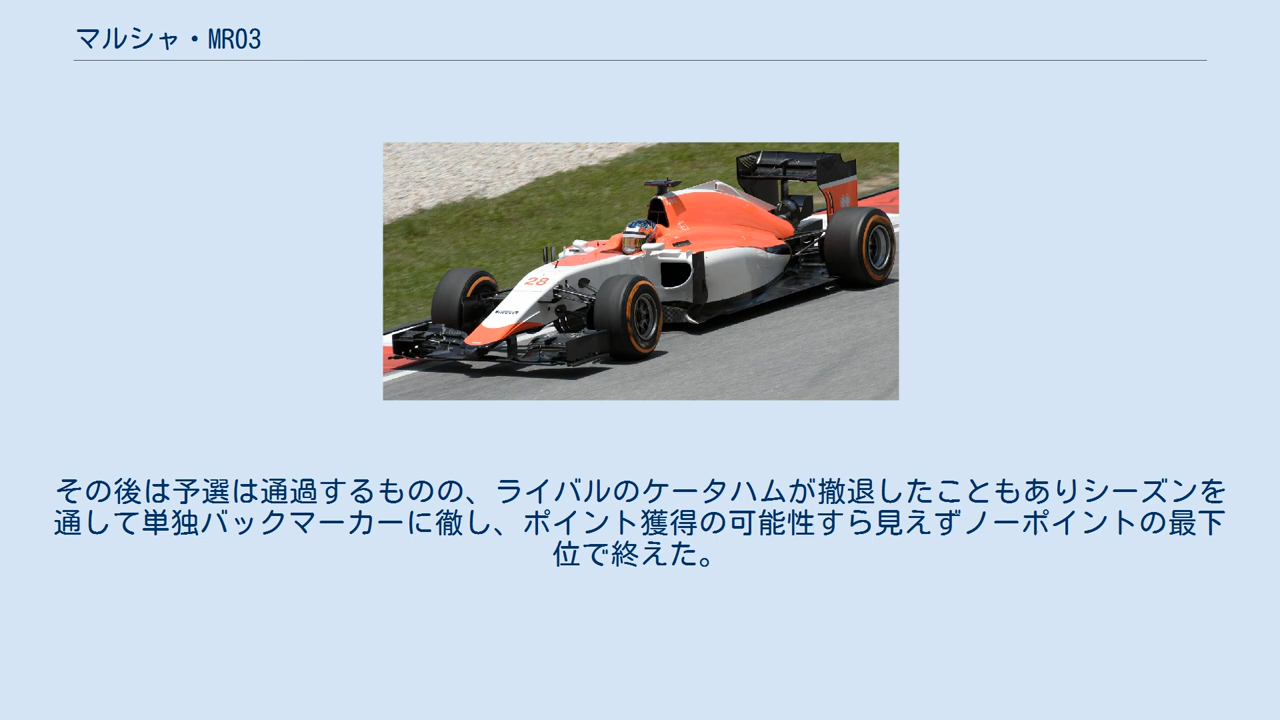 マルシャ・MR03
28
その後は予選は通過するものの、ライバルのケータハムが撤退したこともありシーズンを
通して単独バックマーカーに徹し、ポイント獲得の可能性すら見えずノーポイントの最下
位で終えた。